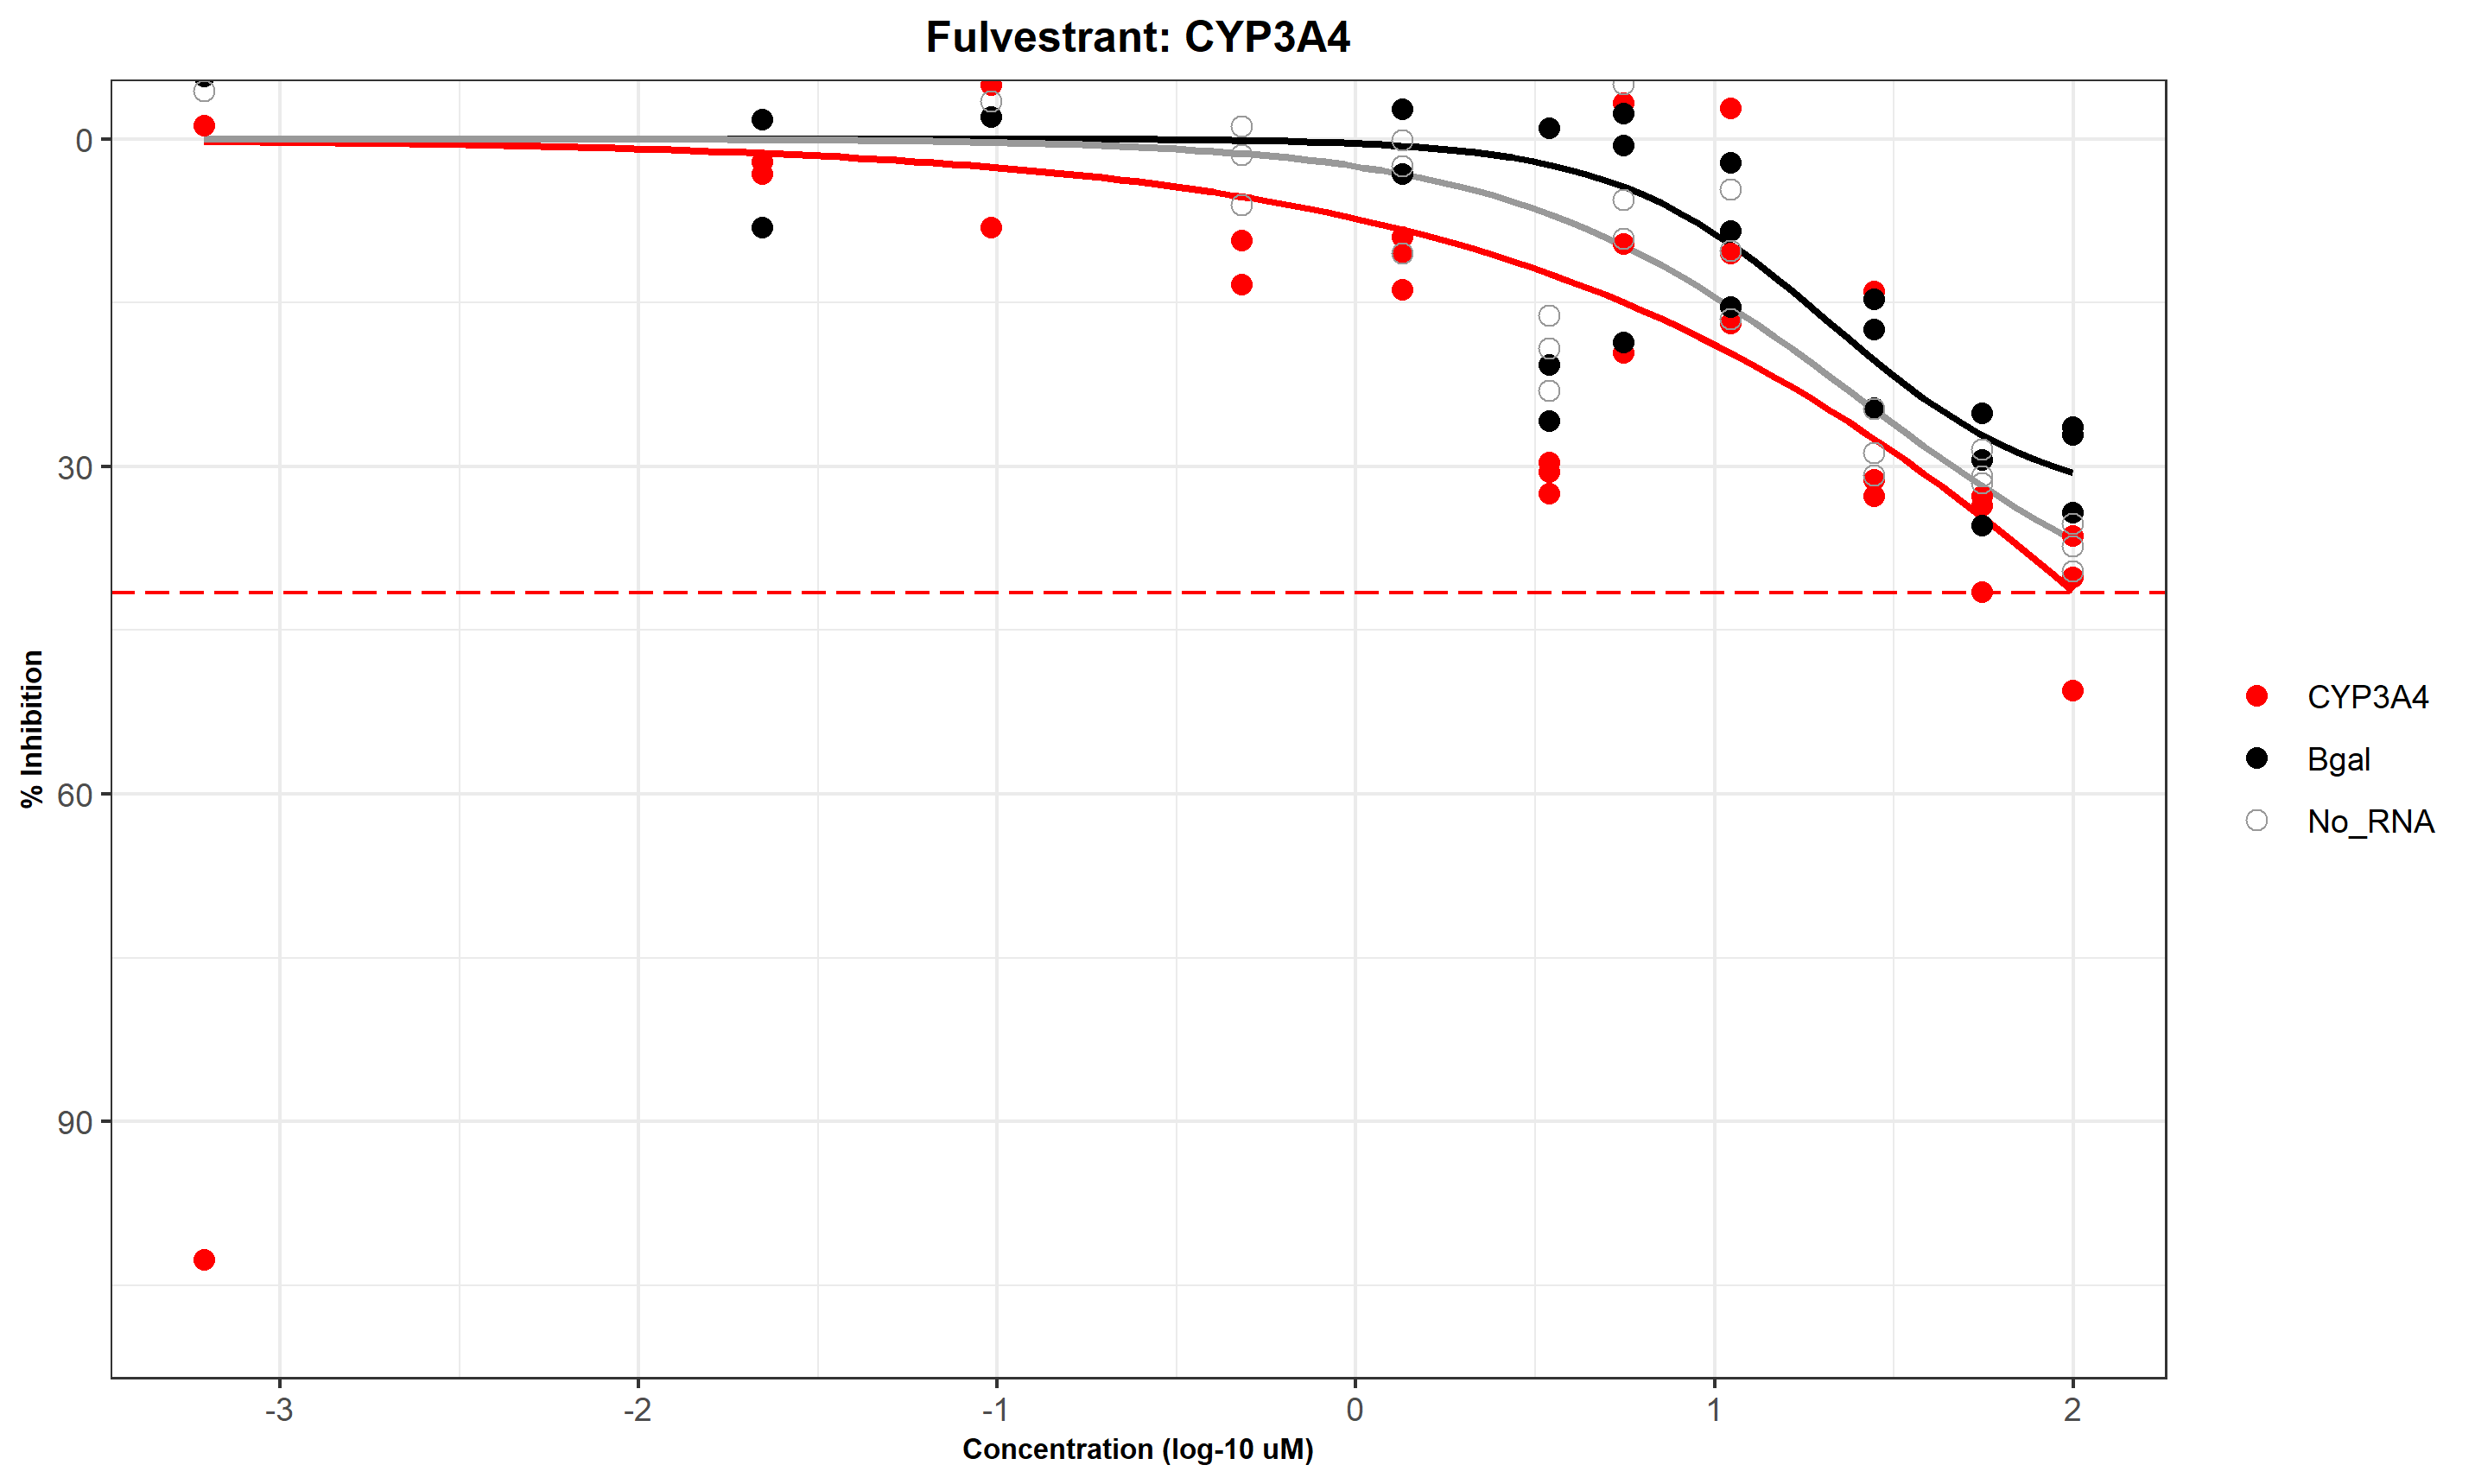 Fulvestrant: CYP3A4
0
30
60
90
% Inhibition
-3
-2
-1
0
1
2
Concentration (log-10 uM)
CYP3A4
Bgal
No_RNA